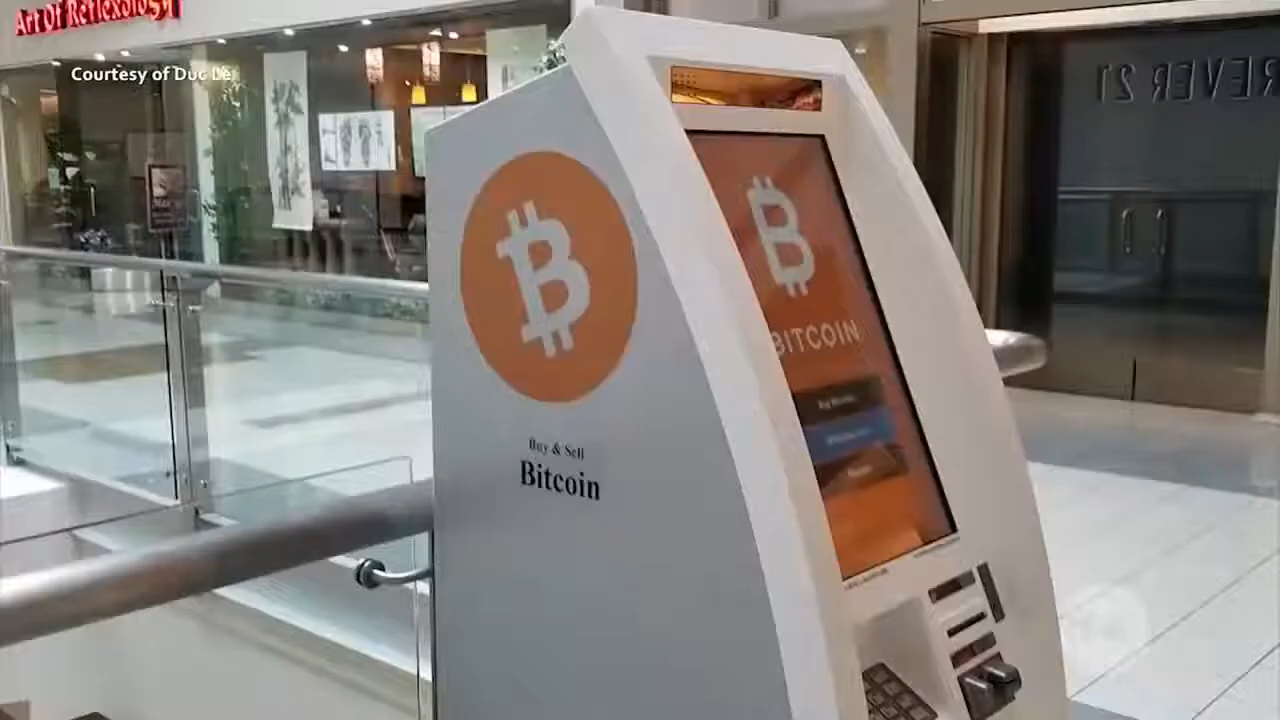 Art Of Reflexology
Courtesy of Duc Le
REVER 21
BITCOIN
Buy & Sell
Bitcoin